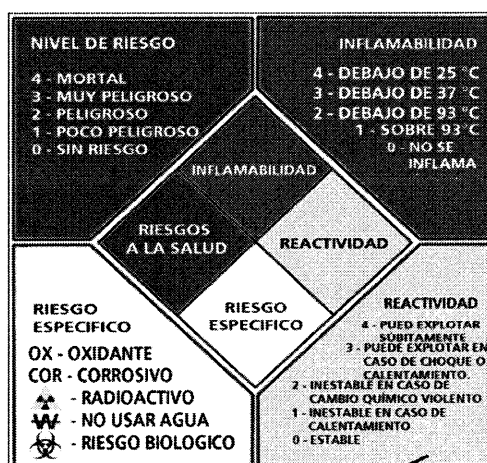 NIVEL DE RIESGO
4 - MORTAL
3 - MUY PELIGROSO
2 - PELIGROSO
1 - POCO PELIGROSO
0 - SIN RIESGO
INFLAMABILIDAD
4 - DEBAJO DE 25 °C
3 - DEBAJO DE 37 °C
2 - DEBAJO DE 93 °C
1 - SOBRE 93°C
0 - NO SE
INFLAMA
INFLAMABILIDAD
RIESGOS
A LA SALUD
REACTIVIDAD
RIESGO
ESPECIFICO
RIESGO
ESPECIFICO
OX - OXIDANTE
COR - CORROSIVO
- RADIOACTIVO
W - NO USAR AGUA
- RIESGO BIOLOGICO
REACTIVIDAD
4 - PUED EXPLOTAR
SÚBITAMENTE
3 - PUEDE EXPLOTAR EN
CASO DE CHOQUE O
CALENTAMIENTO.
2 - INESTABLE EN CASO DE
CAMBIO QUÍMICO VIOLENTO
1 - INESTABLE EN CASO DE
CALENTAMIENTO
0 - ESTABLE